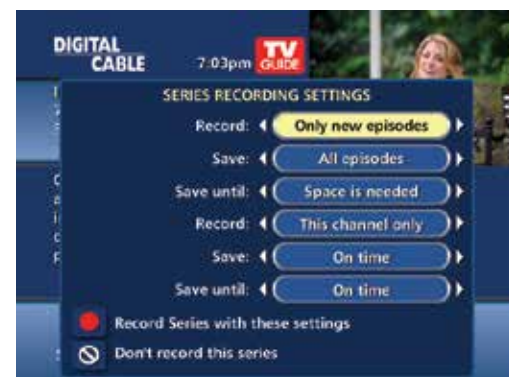 DIGITAL
CABLE
7:03pm
TV
GUIDE
SERIES RECORDING SETTINGS
Record: Only new episodes
Save: All episodes
Save until: Space is needed
Record: This channel only
Save: On time
Save until: On time
Record Series with these settings
Don't record this series